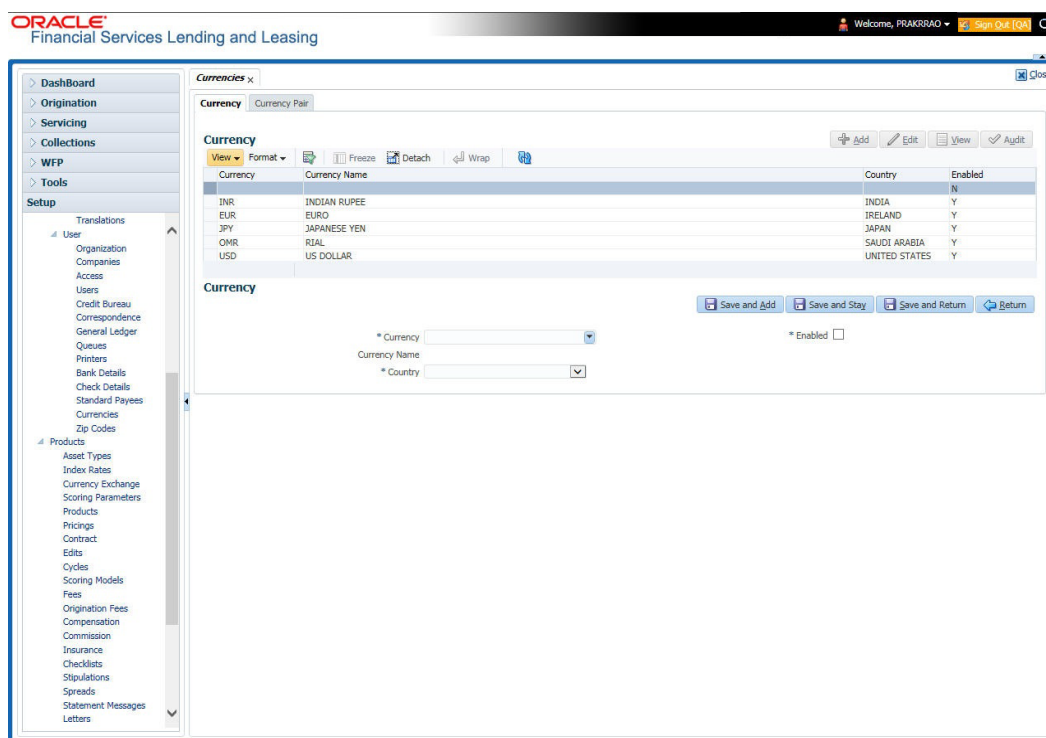 ORACLE
Financial Services Lending and Leasing
Welcome, PRAKRRAO
Sign Out [QA]
DashBoard
Origination
Servicing
Collections
WFP
Tools
Setup
Translations
User
Organization
Companies
Access
Users
Credit Bureau
Correspondence
General Ledger
Queues
Printers
Bank Details
Check Details
Standard Payees
Currencies
Zip Codes
Products
Asset Types
Index Rates
Currency Exchange
Scoring Parameters
Products
Pricings
Contract
Edits
Cycles
Scoring Models
Fees
Origination Fees
Compensation
Commission
Insurance
Checklists
Stipulations
Spreads
Statement Messages
Letters
Currencies x
Clos
Currency Currency Pair
Currency
Add Edit View Audit
View Format Freeze Detach Wrap
Currency Currency Name Country Enabled
N
INR INDIAN RUPEE INDIA Y
EUR EURO IRELAND Y
JPY JAPANESE YEN JAPAN Y
OMR RIAL SAUDI ARABIA Y
USD US DOLLAR UNITED STATES Y
Currency
Save and Add Save and Stay Save and Return Return
* Currency
* Enabled
Currency Name
* Country